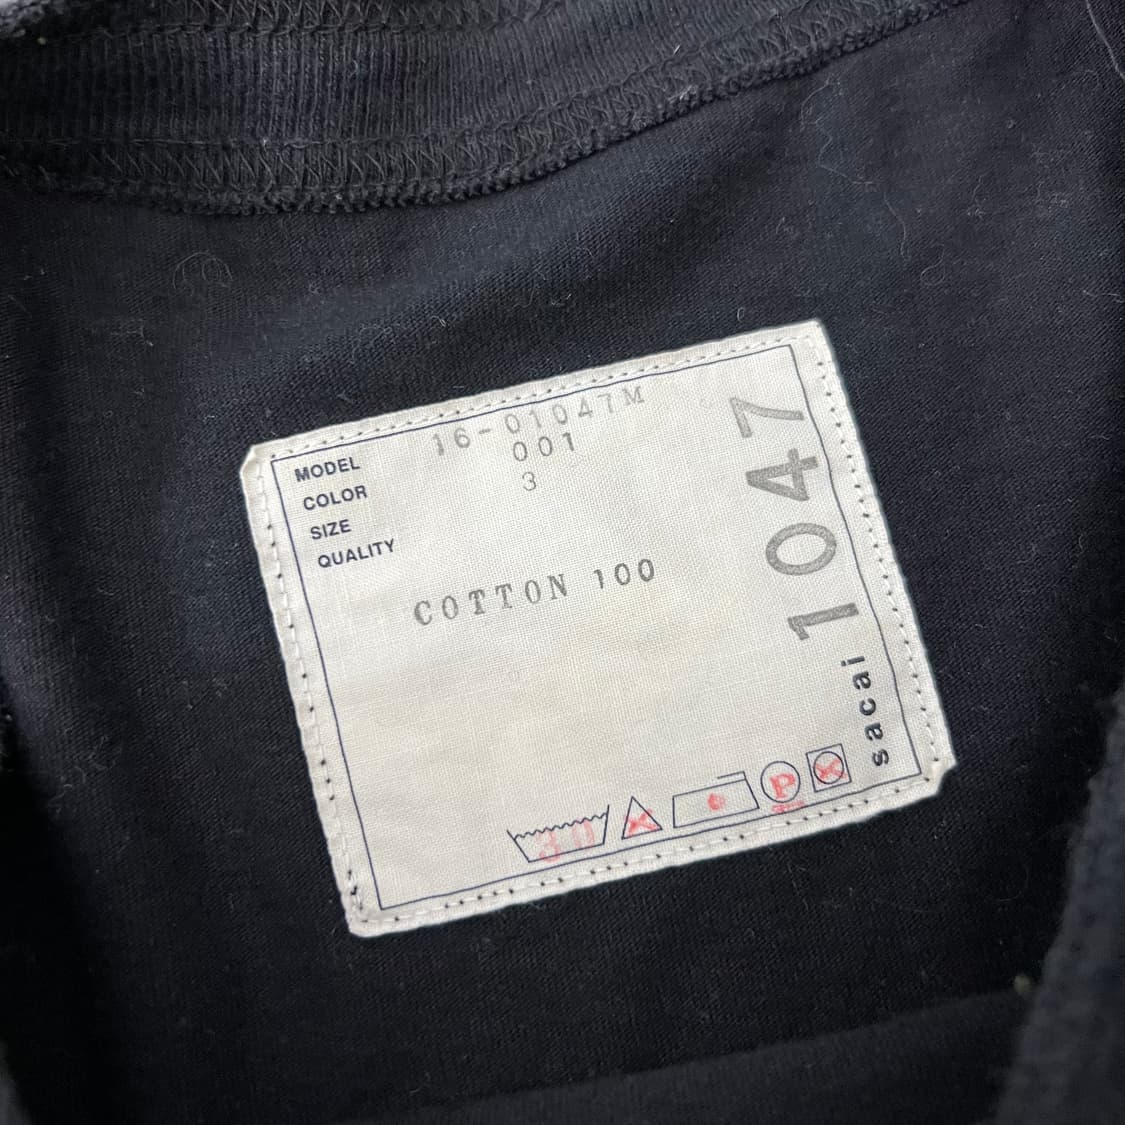 MODEL 16-01047M
COLOR 001
SIZE 3
QUALITY
COTTON 100
sacai 1047
30
P